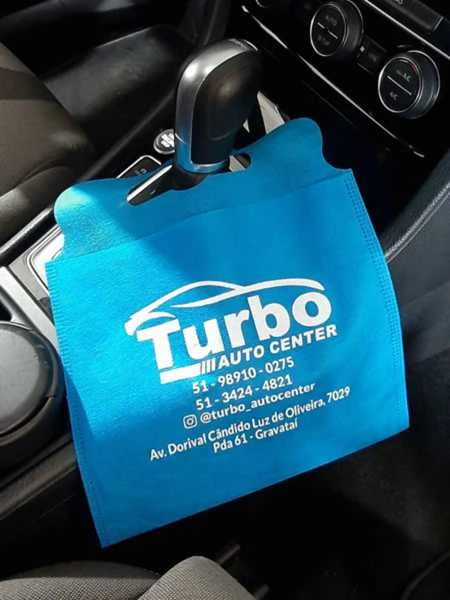 Turbo
AUTO CENTER
51 - 98910 - 0275
51 - 3424 - 4821
@turbo_autocenter
Av. Dorival Cândido Luz de Oliveira, 7029
Pda 61 - Gravataí